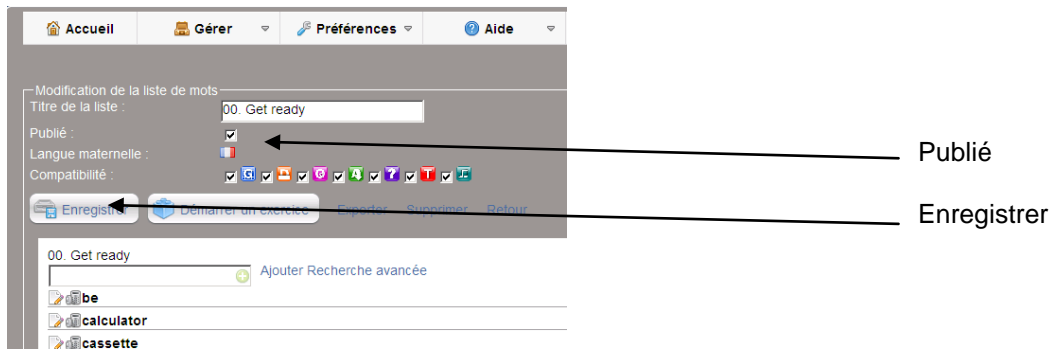 Accueil Gérer Préférences Aide
Modification de la liste de mots
Titre de la liste : 00. Get ready
Publié :
Langue maternelle :
Compatibilité :
Publié
Enregistrer Démarrer un exercice Exporter Supprimer Retour
Enregistrer
00. Get ready
Ajouter Recherche avancée
be
calculator
cassette